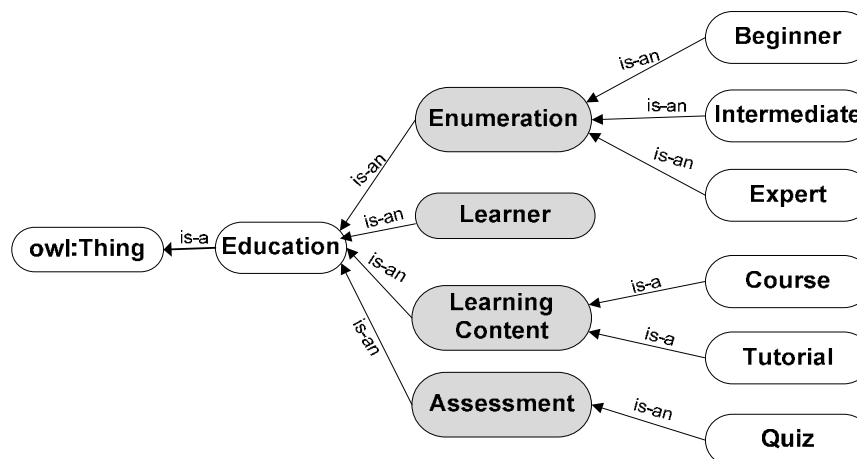 Beginner
is-an
Enumeration
is-an
Intermediate
is-an
Expert
is-an
Learner
is-an
owl:Thing
is-a
Education
is-an
Learning
Content
is-a
Course
is-a
Tutorial
is-an
Assessment
is-an
Quiz